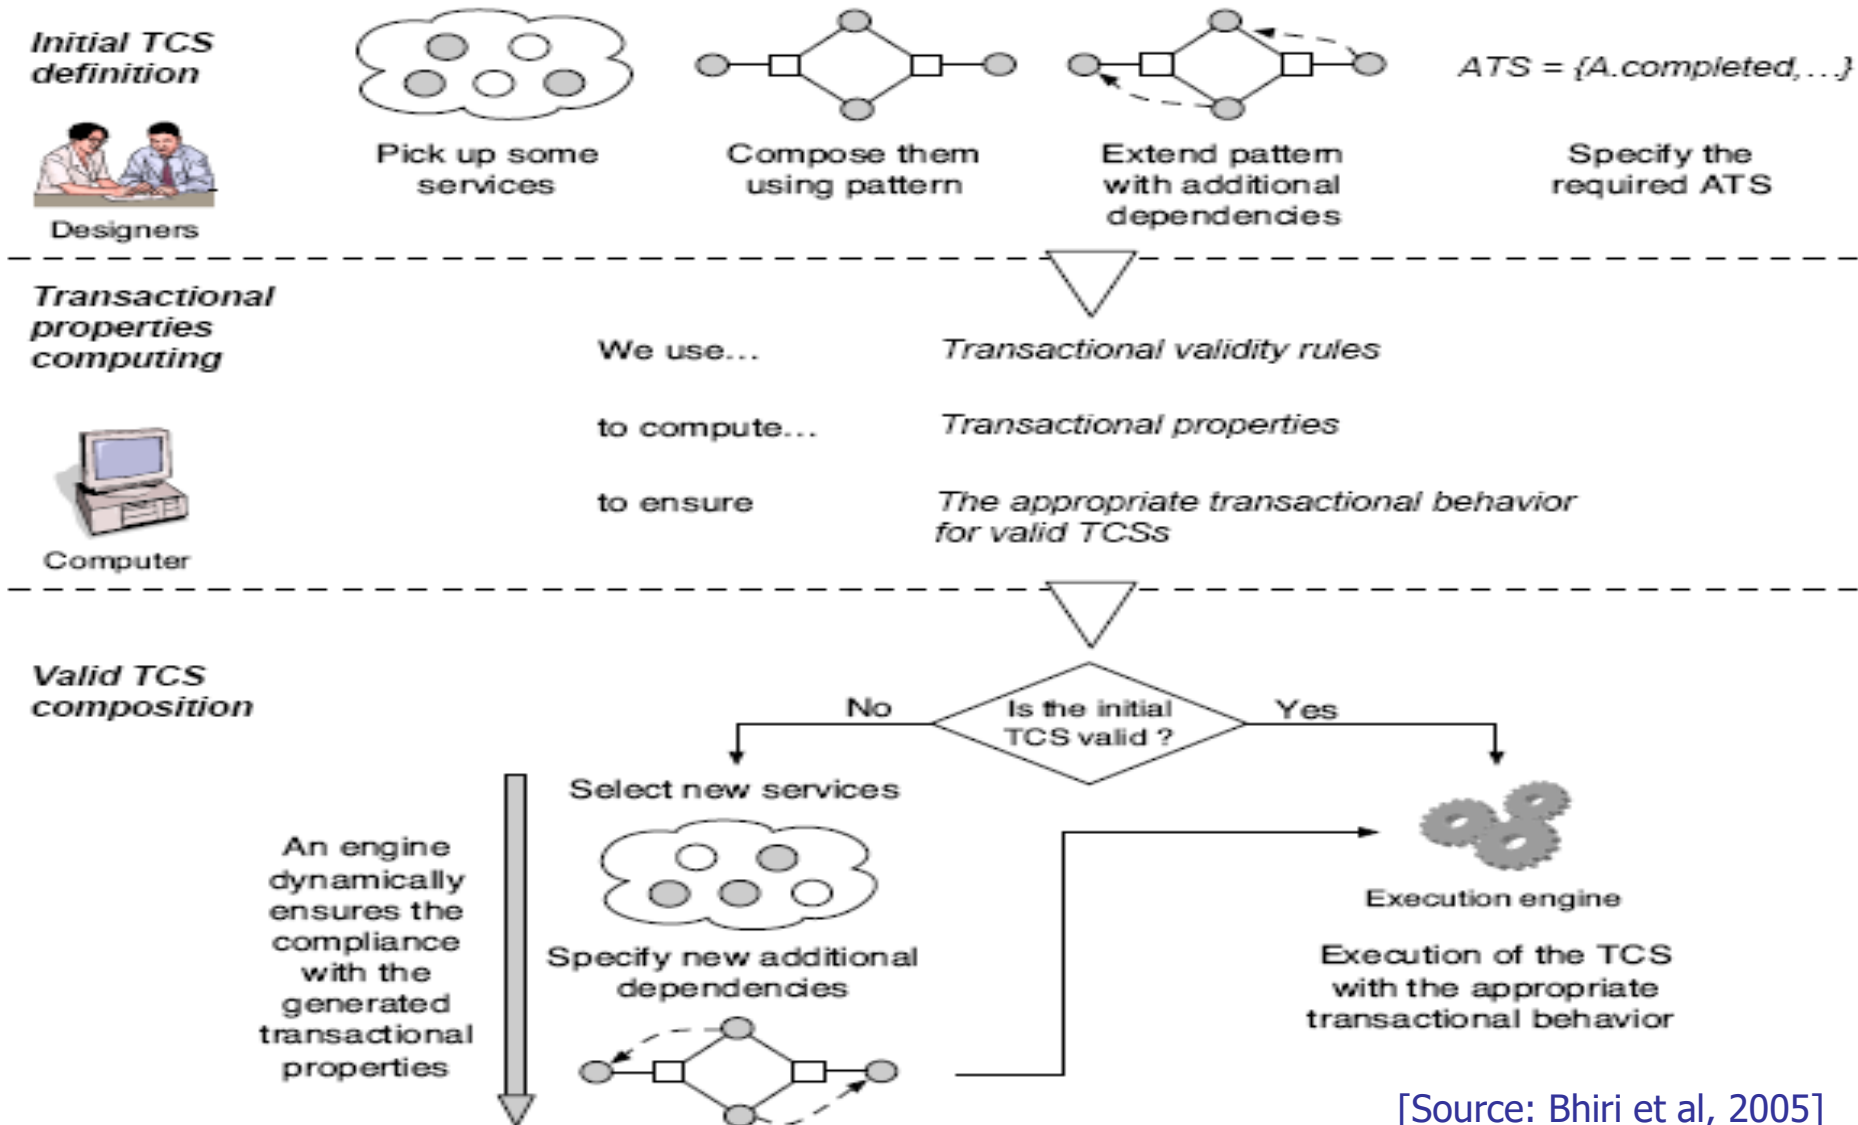 Initial TCS
definition
Designers
Pick up some
services
Compose them
using pattern
Extend pattern
with additional
dependencies
ATS = {A.completed,...}
Specify the
required ATS
Transactional
properties
computing
Computer
We use...
Transactional validity rules
to compute...
Transactional properties
to ensure
The appropriate transactional behavior
for valid TCSs
Valid TCS
composition
No
Is the initial
TCS valid ?
Yes
An engine
dynamically
ensures the
compliance
with the
generated
transactional
properties
Select new services
Specify new additional
dependencies
Execution engine
Execution of the TCS
with the appropriate
transactional behavior
[Source: Bhiri et al, 2005]